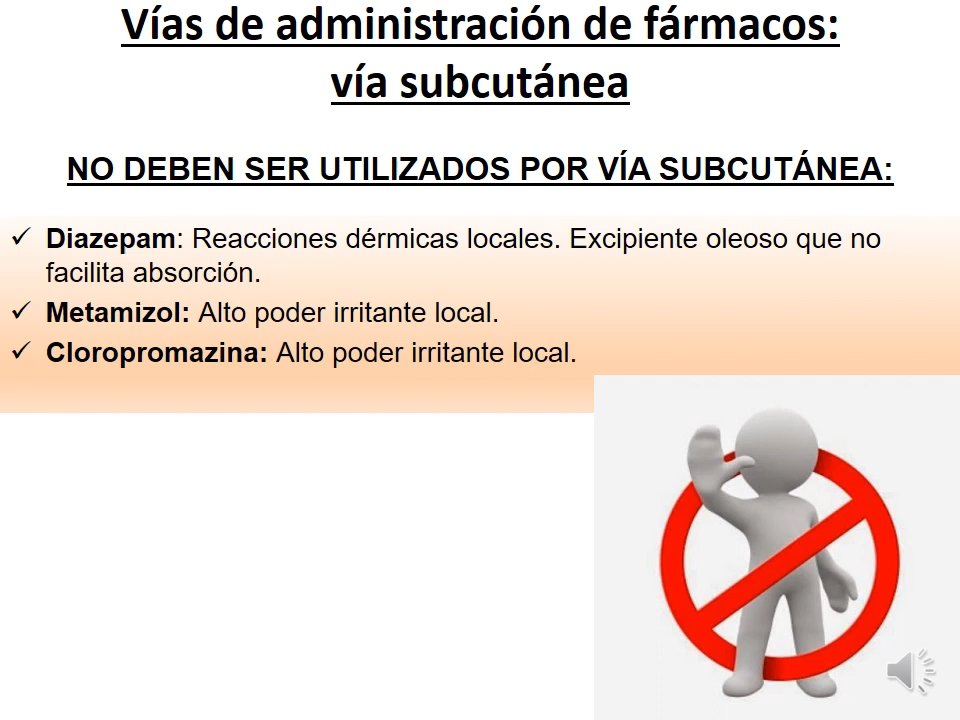 Vías de administración de fármacos:
vía subcutánea
NO DEBEN SER UTILIZADOS POR VÍA SUBCUTÁNEA:
✓ Diazepam: Reacciones dérmicas locales. Excipiente oleoso que no
facilita absorción.
✓ Metamizol: Alto poder irritante local.
✓ Cloropromazina: Alto poder irritante local.